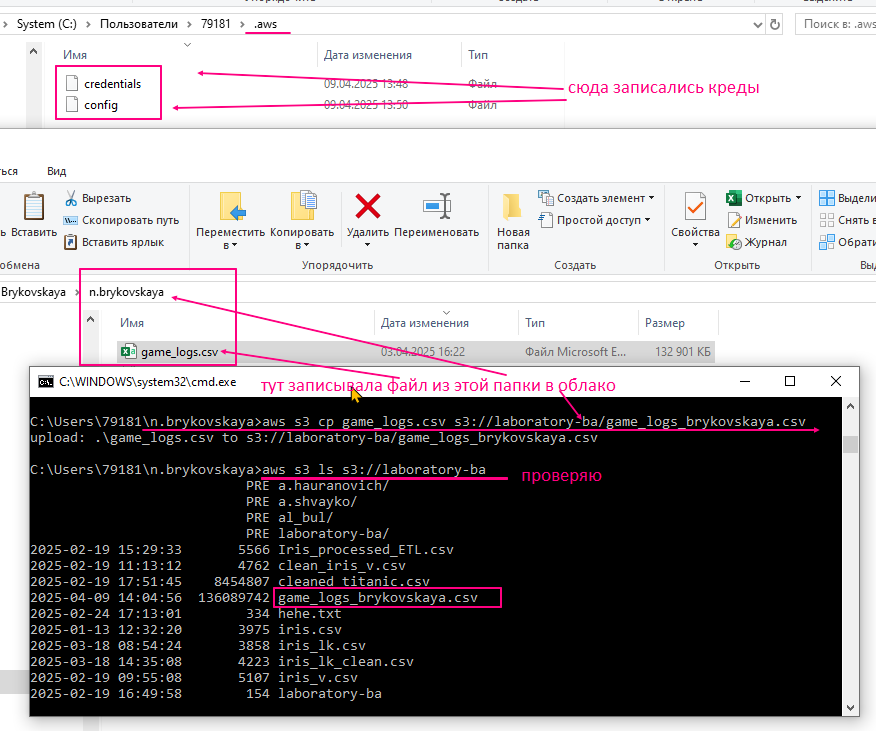 System (C:) > Пользователи > 79181 > .aws
Поиск в: .aws
Имя Дата изменения Тип
credentials 09.04.2025 13:48 Файл
config 09.04.2025 13:50 Файл
сюда записались креды
Вид
Вставить
Вырезать
Скопировать путь
Вставить ярлык
Переместить в
Копировать в
Удалить
Переименовать
Упорядочить
Новая папка
Создать элемент
Простой доступ
Создать
Свойства
Открыть
Изменить
Журнал
Открыть
Brykovskaya > n.brykovskaya
Имя Дата изменения Тип Размер
game_logs.csv 03.04.2025 16:22 Файл Microsoft E... 132 901 КБ
C:\WINDOWS\system32\cmd.exe
тут записывала файл из этой папки в облако
C:\Users\79181\n.brykovskaya>aws s3 cp game_logs.csv s3://laboratory-ba/game_logs_brykovskaya.csv
upload: .\game_logs.csv to s3://laboratory-ba/game_logs_brykovskaya.csv
C:\Users\79181\n.brykovskaya>aws s3 ls s3://laboratory-ba
проверяю
PRE a.hauranovich/
PRE a.shvayko/
PRE al_bul/
PRE laboratory-ba/
2025-02-19 15:29:33 5566 Iris_processed_ETL.csv
2025-02-19 11:13:12 4762 clean_iris_v.csv
2025-02-19 17:51:45 8454807 cleaned_titanic.csv
2025-04-09 14:04:56 136089742 game_logs_brykovskaya.csv
2025-02-24 17:13:01 334 hehe.txt
2025-01-13 12:32:20 3975 iris.csv
2025-03-18 08:54:24 3858 iris_lk.csv
2025-03-18 14:35:08 4223 iris_lk_clean.csv
2025-02-19 09:55:08 5107 iris_v.csv
2025-02-19 16:49:58 154 laboratory-ba